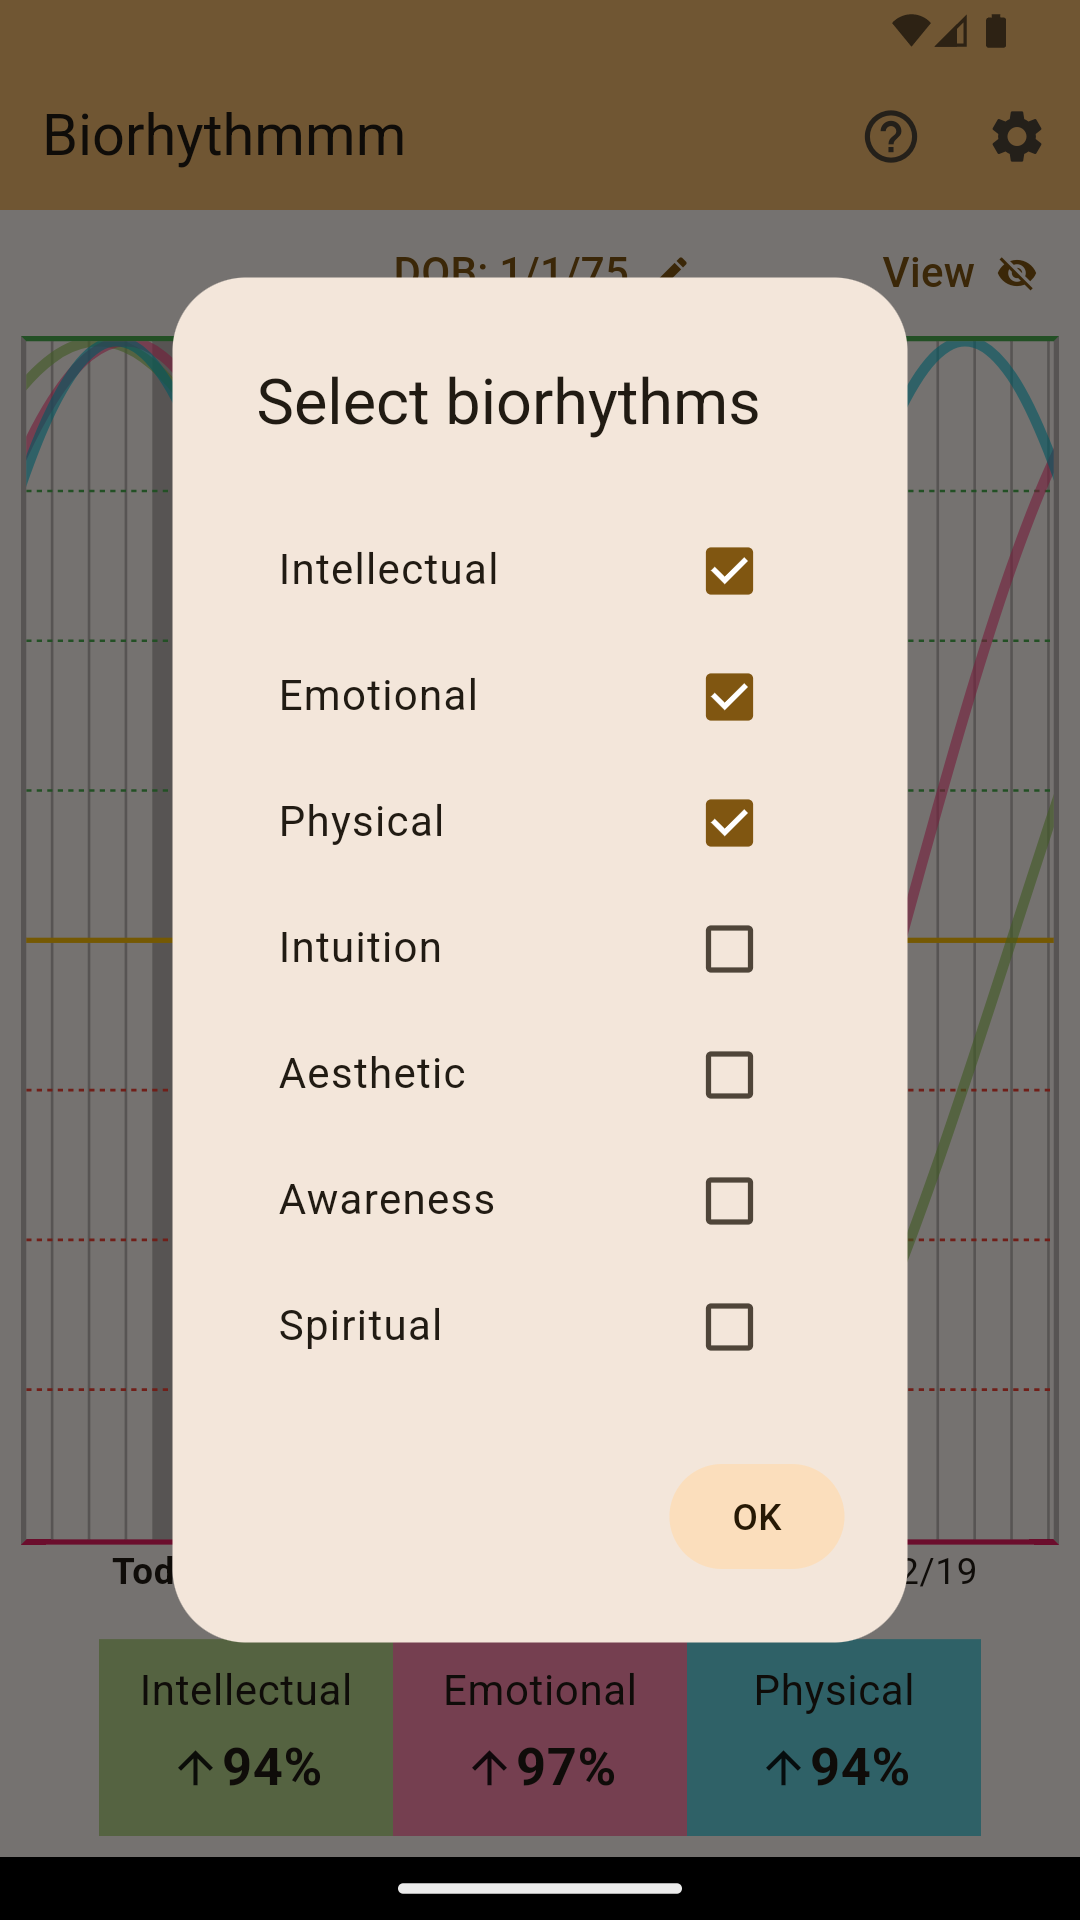 Biorhythmmm
DOB: 1/1/75
View
Select biorhythms
Intellectual
Emotional
Physical
Intuition
Aesthetic
Awareness
Spiritual
OK
Tod
2/19
Intellectual Emotional Physical
↑94% ↑97% ↑94%